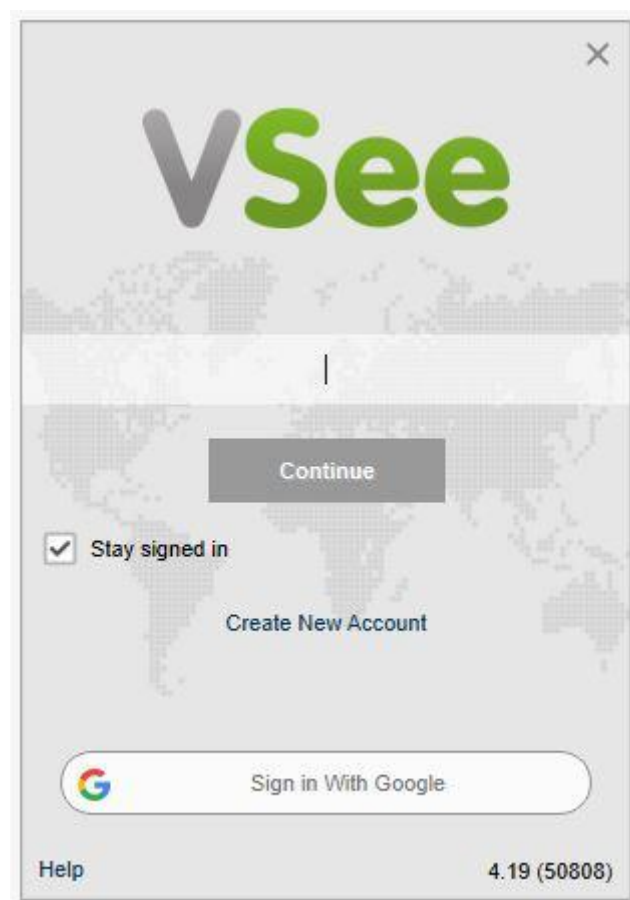 VSee
Continue
Stay signed in
Create New Account
Sign in With Google
Help
4.19 (50808)